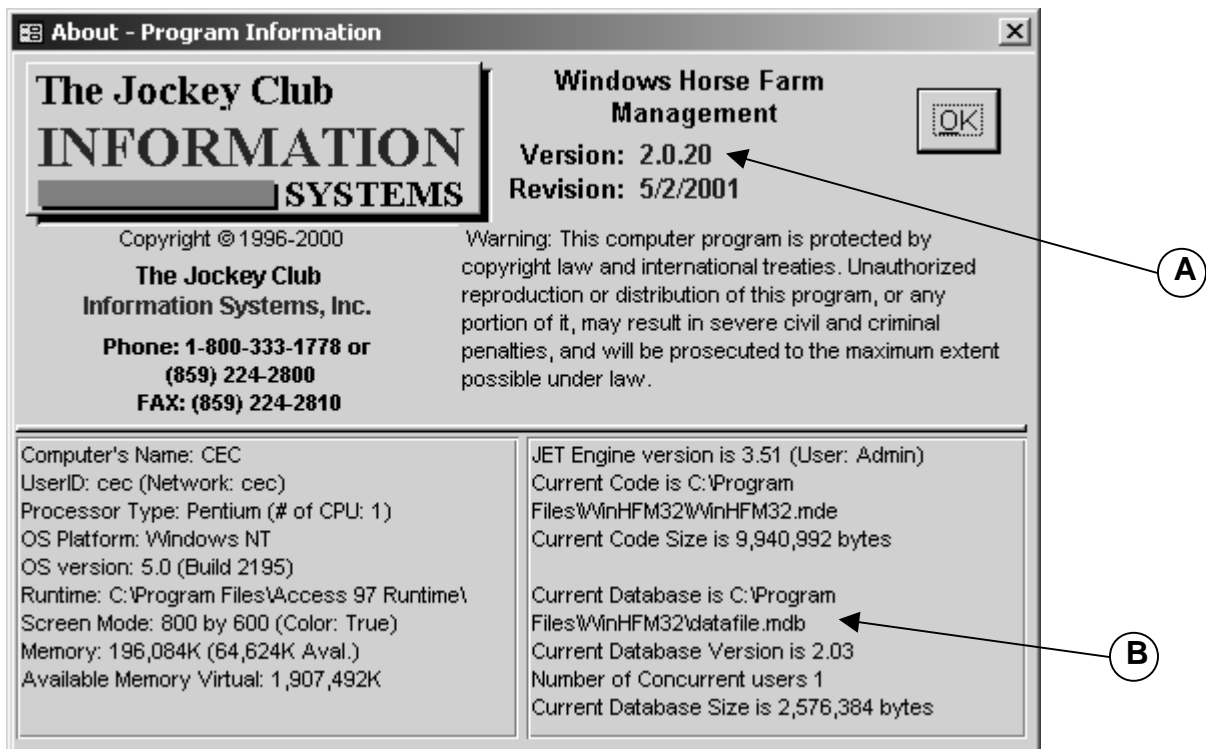 About - Program Information
The Jockey Club
INFORMATION
SYSTEMS
Windows Horse Farm
Management
Version: 2.0.20
Revision: 5/2/2001
OK
A
Copyright © 1996-2000
The Jockey Club
Information Systems, Inc.
Phone: 1-800-333-1778 or
(859) 224-2800
FAX: (859) 224-2810
Warning: This computer program is protected by
copyright law and international treaties. Unauthorized
reproduction or distribution of this program, or any
portion of it, may result in severe civil and criminal
penalties, and will be prosecuted to the maximum extent
possible under law.
Computer's Name: CEC
UserID: cec (Network: cec)
Processor Type: Pentium (# of CPU: 1)
OS Platform: Windows NT
OS version: 5.0 (Build 2195)
Runtime: C:\Program Files\Access 97 Runtime\
Screen Mode: 800 by 600 (Color: True)
Memory: 196,084K (64,624K Aval.)
Available Memory Virtual: 1,907,492K
JET Engine version is 3.51 (User: Admin)
Current Code is C:\Program
Files\WinHFM32\WinHFM32.mde
Current Code Size is 9,940,992 bytes
Current Database is C:\Program
Files\WinHFM32\datafile.mdb
Current Database Version is 2.03
Number of Concurrent users 1
Current Database Size is 2,576,384 bytes
B